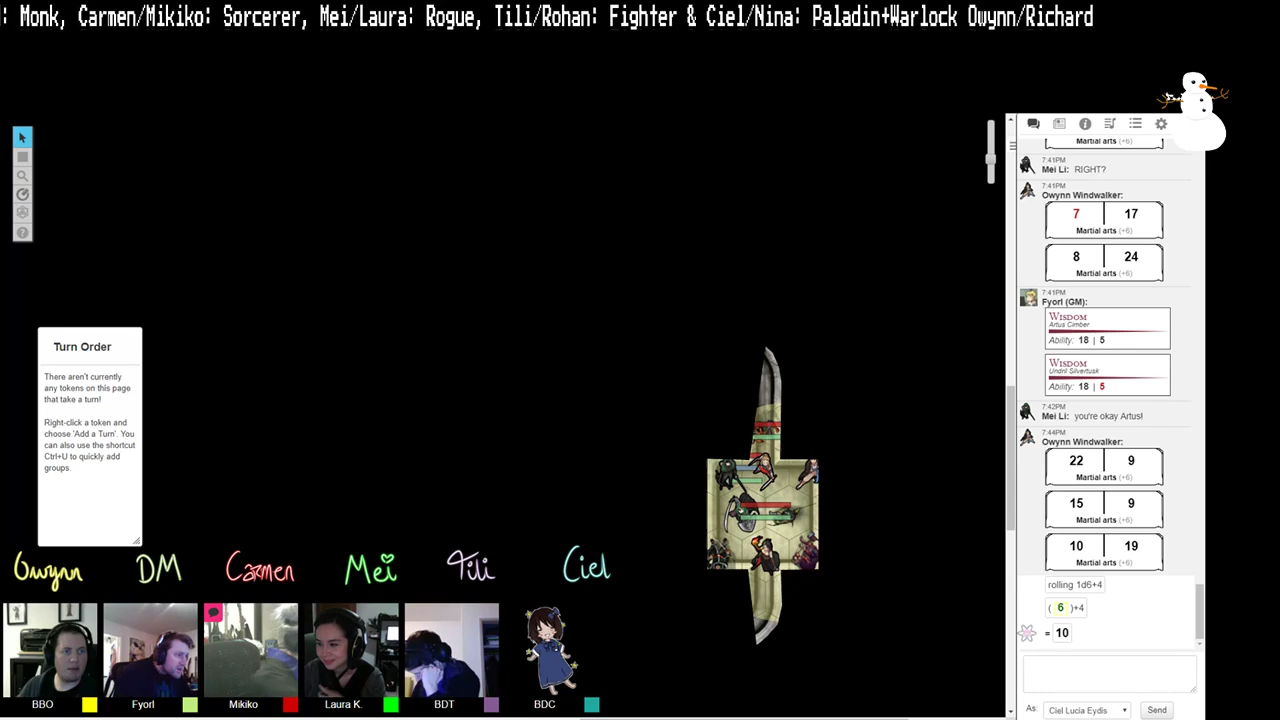 : Monk, Carmen/Mikiko: Sorcerer, Mei/Laura: Rogue, Tili/Rohan: Fighter & Ciel/Nina: Paladin+Warlock Owynn/Richard
Turn Order
There aren't currently
any tokens on this page
that take a turn!
Right-click a token and
choose 'Add a Turn'. You
can also use the shortcut
Ctrl+U to quickly add
groups.
Owynn
DM
Carmen
Mei
Tili
Ciel
BBO
Fyorl
Mikiko
Laura K.
BDT
BDC
Martial arts (+6)
7:41PM
Mei Li: RIGHT?
7:41PM
Owynn Windwalker:
7 17
Martial arts (+6)
8 24
Martial arts (+6)
7:41PM
Fyorl (GM):
WISDOM
Artus Cimber
Ability: 18 | 5
WISDOM
Undril Silvertusk
Ability: 18 | 5
7:42PM
Mei Li: you're okay Artus!
7:44PM
Owynn Windwalker:
22 9
Martial arts (+6)
15 9
Martial arts (+6)
10 19
Martial arts (+6)
rolling 1d6+4
(6)+4
= 10
As: Ciel Lucia Eydis
Send